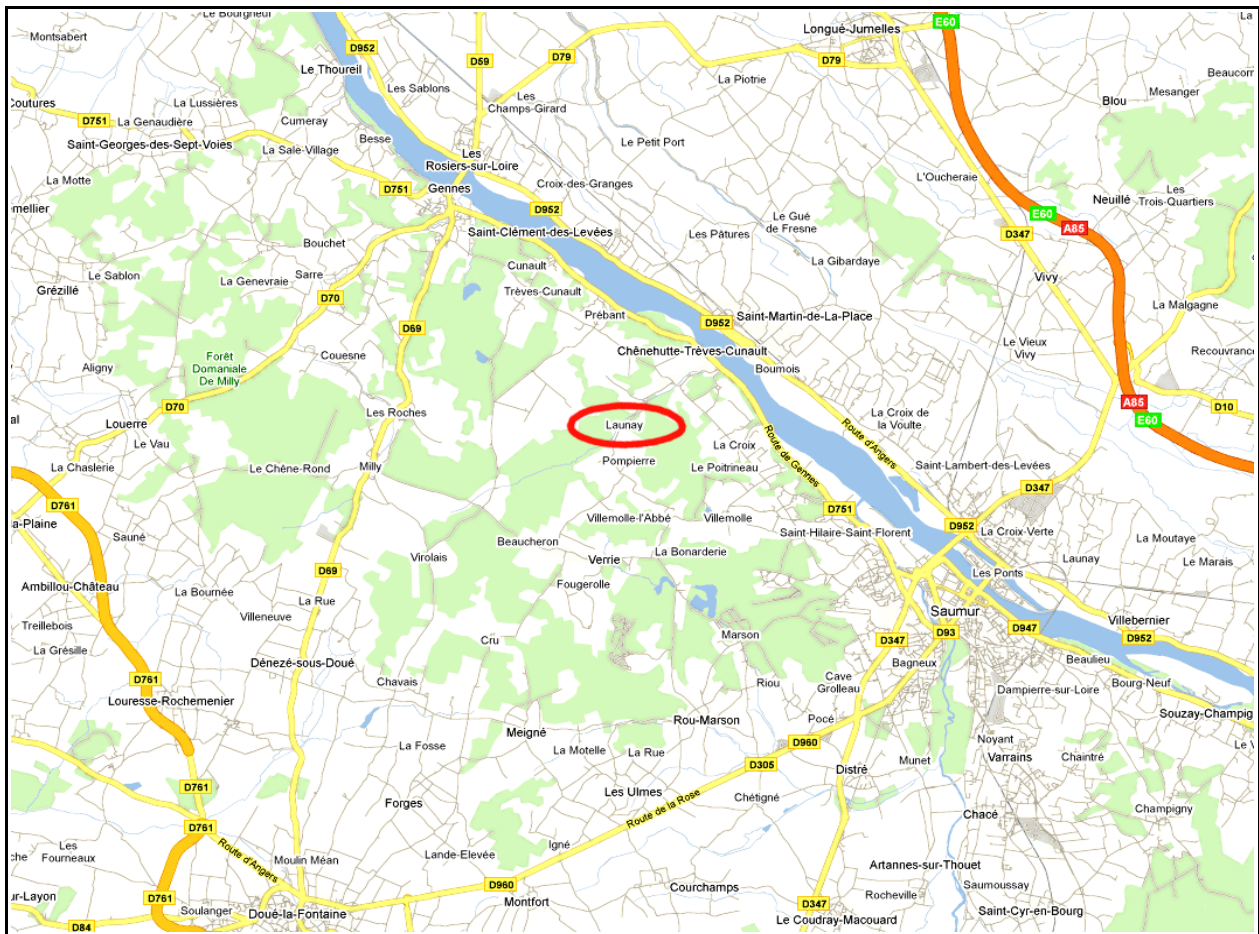 Le Bourgneuf
Montsabert
D952
Le Thoureil
D59
D79
Longué-Jumelles
E60
D79
La Piotrie
Beaucorn
Mesanger
Blou
Coutures
La Lussières
Les Sablons
Les
Champs-Girard
D751
La Genaudière
Cumeray
Saint-Georges-des-Sept-Voies
La Sale-Village
Besse
Les
Rosiers-sur-Loire
Le Petit Port
La Motte
D751
Gennes
Croix-des-Granges
L'Oucheraie
Neuillé
Les
Trois-Quartiers
D952
Le Gué
de Fresne
E60
A85
D347
Saint-Clément-des-Levées
Les Pâtures
Bouchet
La Gibardaye
Vivy
Le Sablon
Grézillé
La Genevraie
Sarre
Cunault
Trèves-Cunault
D70
La Malgagne
Prébant
D69
D952
Saint-Martin-de-La-Place
Le Vieux
Vivy
Recouvrance
Couesne
Forêt
Domaniale
De Milly
Chênehutte-Trèves-Cunault
Boumois
Aligny
D70
Louerre
Le Vau
Les Roches
Launay
La Croix de
la Voulte
A85
E60
D10
Route d'Angers
Route de Gennes
La Croix
La Chaslerie
Le Chêne-Rond
Milly
Pompierre
Le Poitrineau
Saint-Lambert-des-Levées
D761
D347
D751
Villemolle-l'Abbé
Villemolle
Saint-Hilaire-Saint-Florent
D952
La Croix-Verte
Sauné
Beaucheron
La Moutaye
Virolais
Verrie
La Bonarderie
Launay
Le Marais
D69
Les Ponts
Ambillou-Château
La Bournée
La Rue
Fougerolle
Saumur
Villeneuve
Treillebois
Villebernier
D347
D93
D947
D952
Cru
Marson
La Grésille
Dénezé-sous-Doué
Bagneux
Beaulieu
D761
Chavais
Riou
Cave
Grolleau
Bourg-Neuf
Louresse-Rochemenier
Dampierre-sur-Loire
Rou-Marson
Pocé
Souzay-Champig
Meigné
La Fosse
La Motelle
La Rue
D960
Noyant
Varrains
Chaintré
D305
Distré
Munet
D761
Les Ulmes
Chétigné
Forges
Route de la Rose
Champigny
Chacé
D761
Route d'Angers
Les
Fourneaux
Moulin Méan
Lande-Elevée
Igné
Artannes-sur-Thouet
D960
Courchamps
Rocheville
Saumoussay
D761
Montfort
D347
Saint-Cyr-en-Bourg
Soulanger
Doué-la-Fontaine
Le Coudray-Macouard
D84